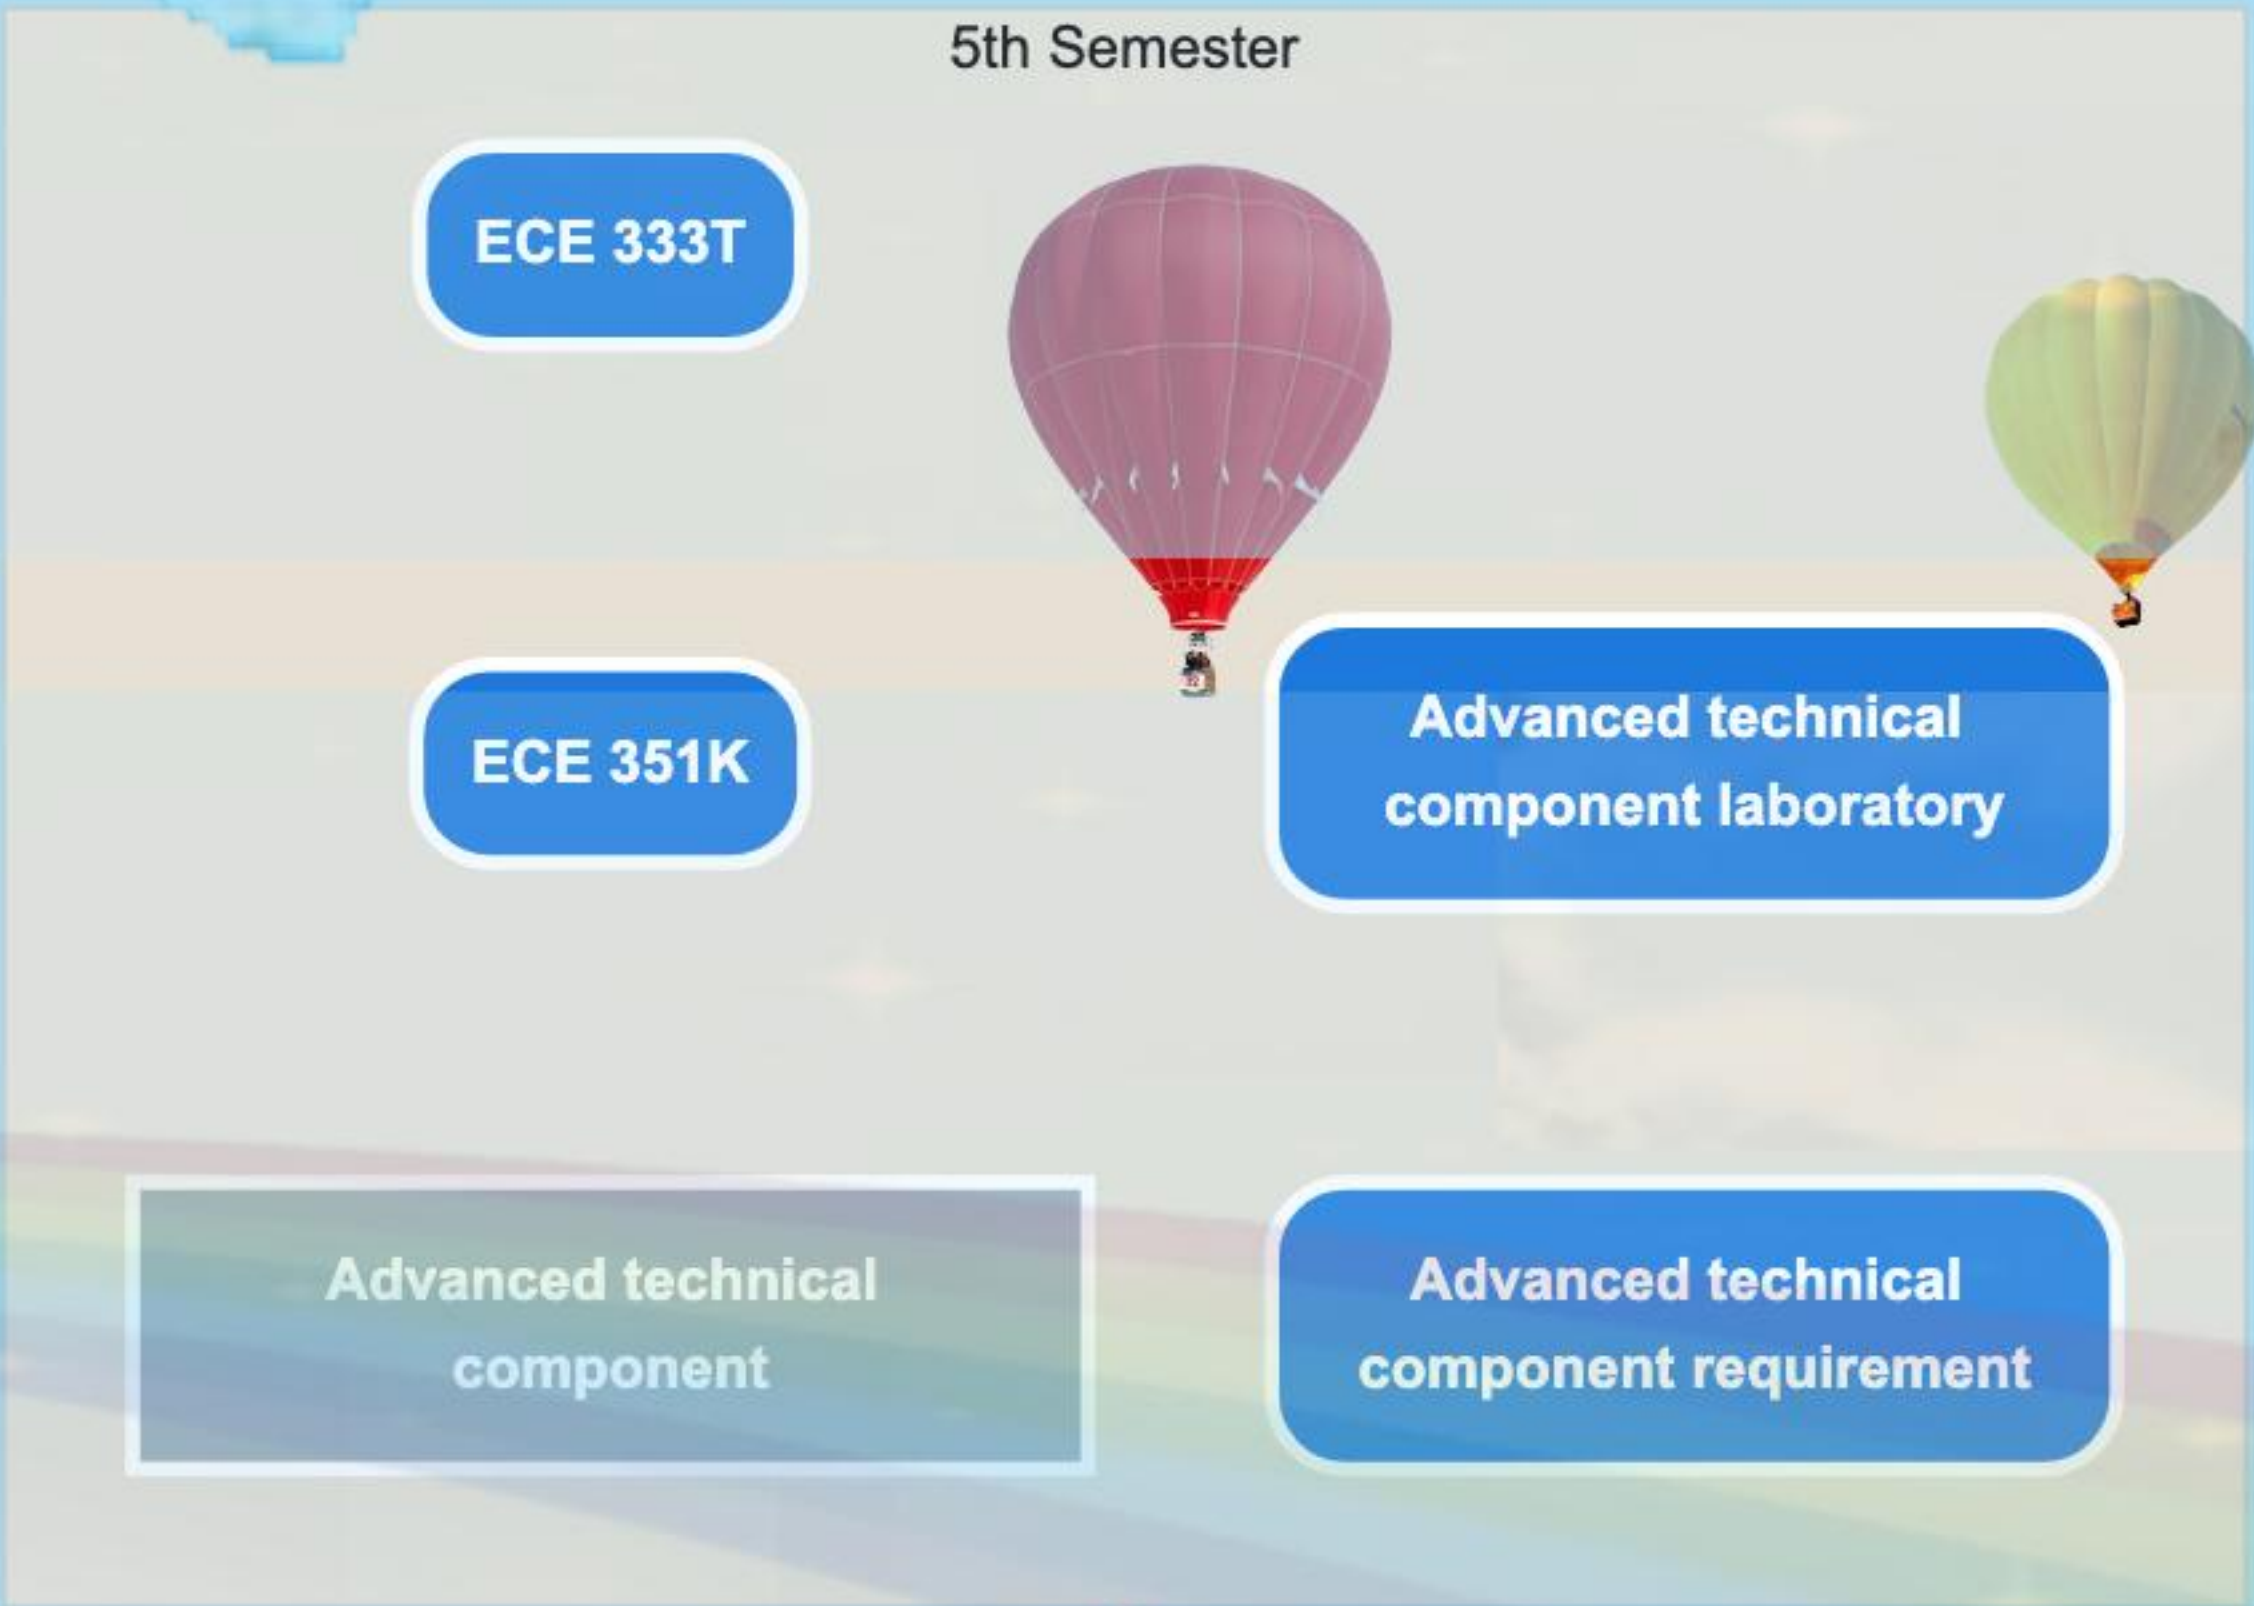 5th Semester
ECE 333T
ECE 351K
Advanced technical
component laboratory
Advanced technical
component
Advanced technical
component requirement